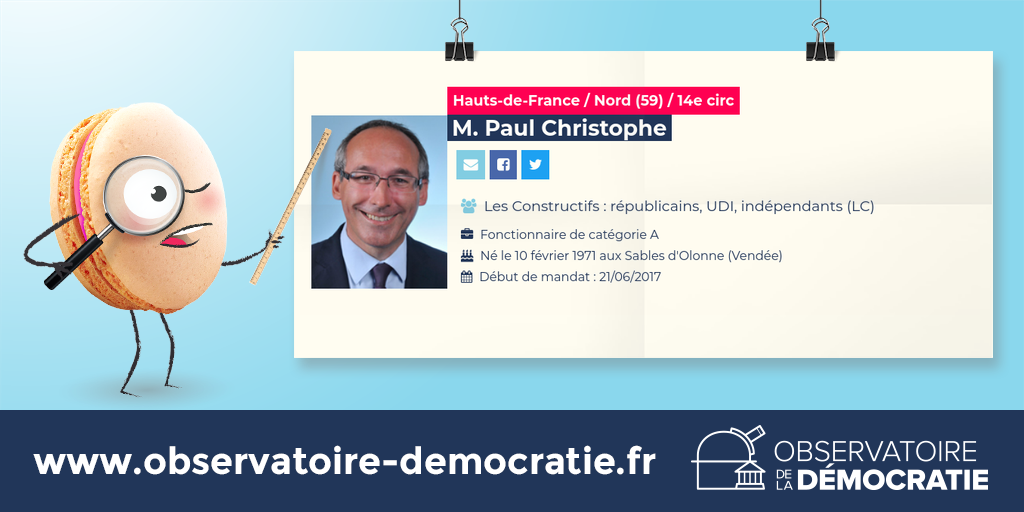 Hauts-de-France / Nord (59) / 14e circ
M. Paul Christophe
Les Constructifs : républicains, UDI, indépendants (LC)
Fonctionnaire de catégorie A
Né le 10 février 1971 aux Sables d'Olonne (Vendée)
Début de mandat : 21/06/2017
www.observatoire-democratie.fr
OBSERVATOIRE
DE LA DÉMOCRATIE